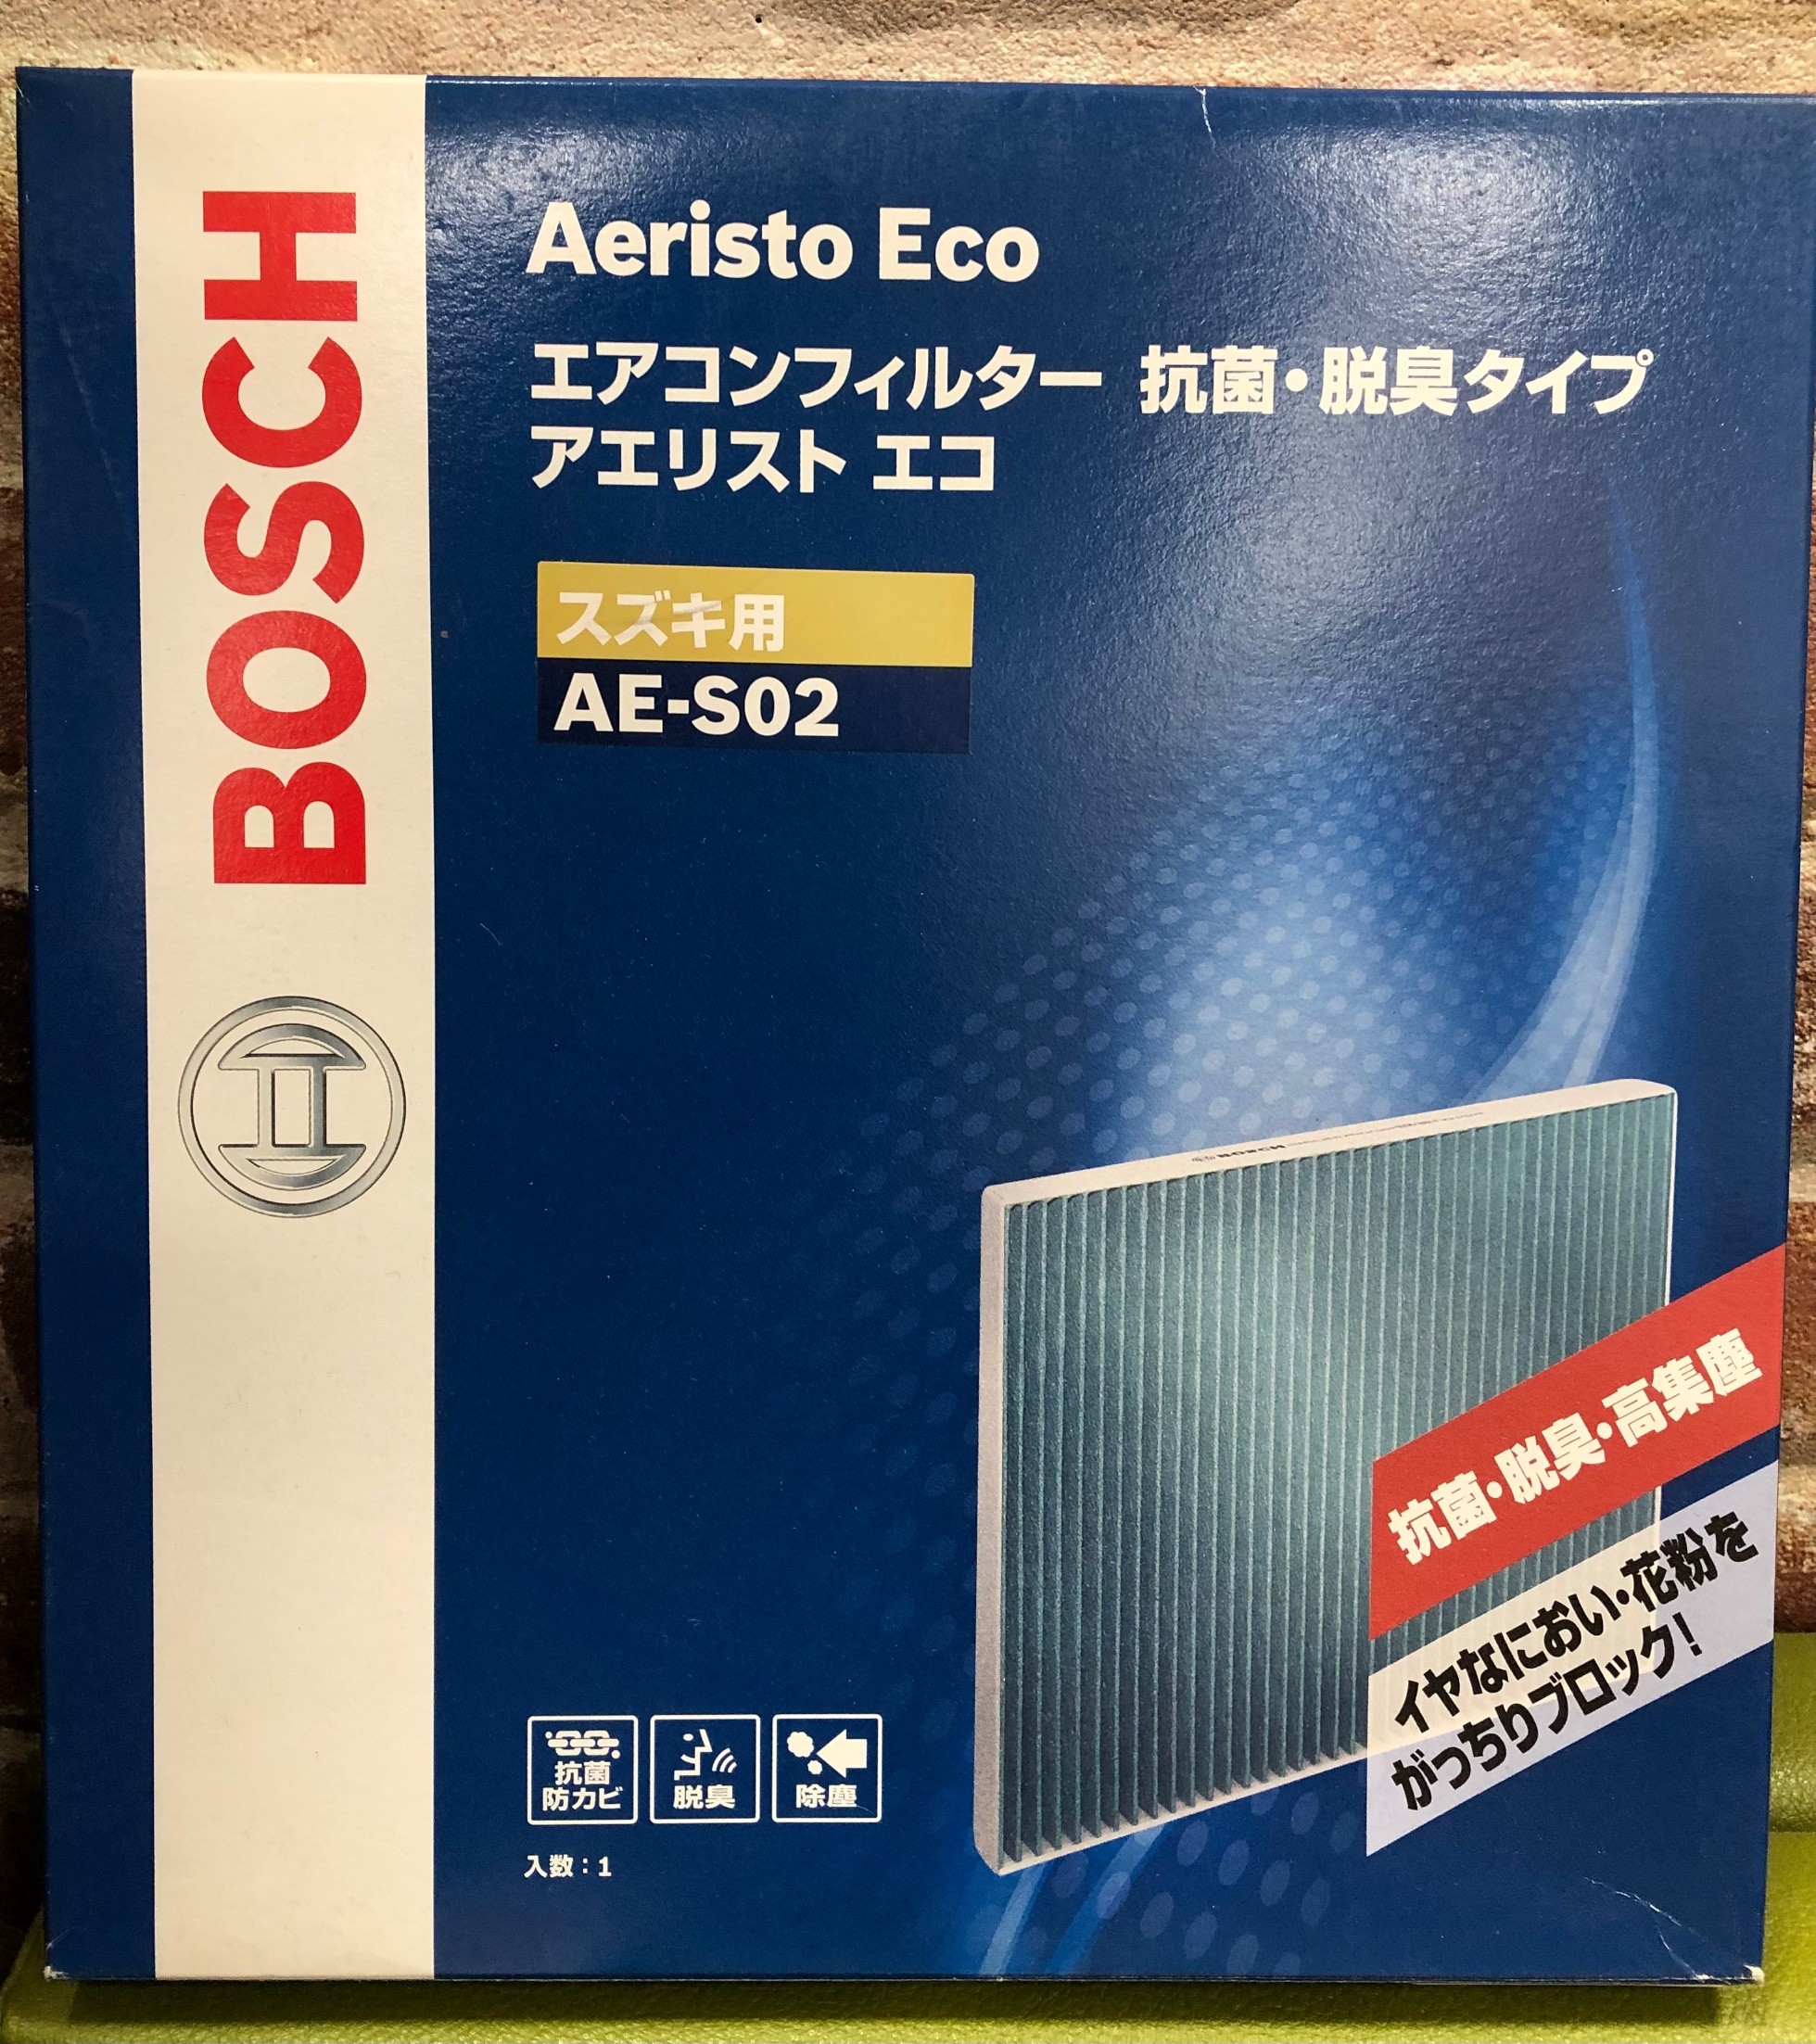 BOSCH
Aeristo Eco
エアコンフィルター 抗菌・脱臭タイプ
アエリスト エコ
スズキ用
AE-S02
BOSCH
抗菌・脱臭・高集塵
イヤなにおい・花粉を
がっちりブロック!
抗菌
防カビ
脱臭
除塵
入数：1